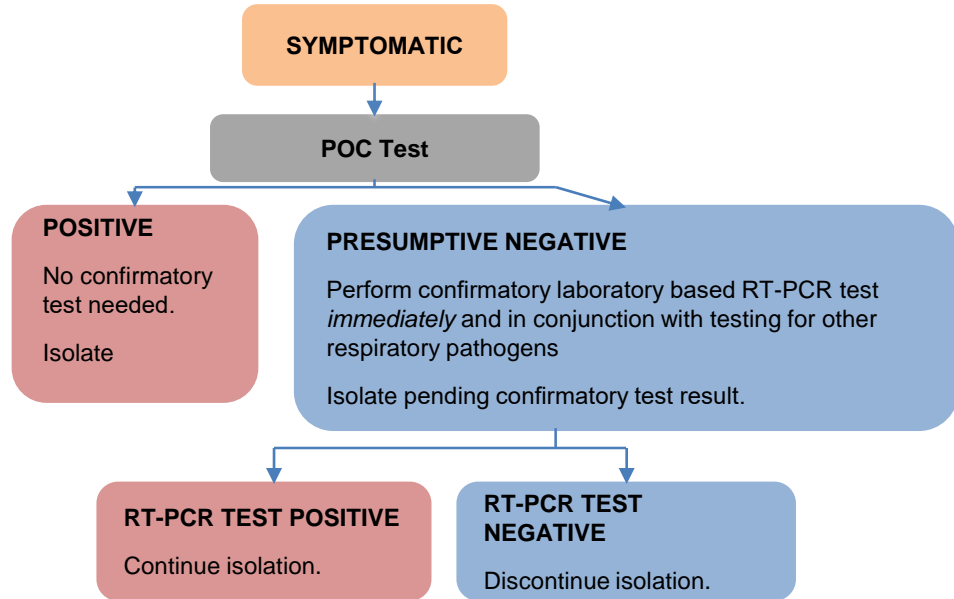 SYMPTOMATIC
POC Test
POSITIVE
No confirmatory
test needed.
Isolate
PRESUMPTIVE NEGATIVE
Perform confirmatory laboratory based RT-PCR test
immediately and in conjunction with testing for other
respiratory pathogens
Isolate pending confirmatory test result.
RT-PCR TEST POSITIVE
Continue isolation.
RT-PCR TEST
NEGATIVE
Discontinue isolation.